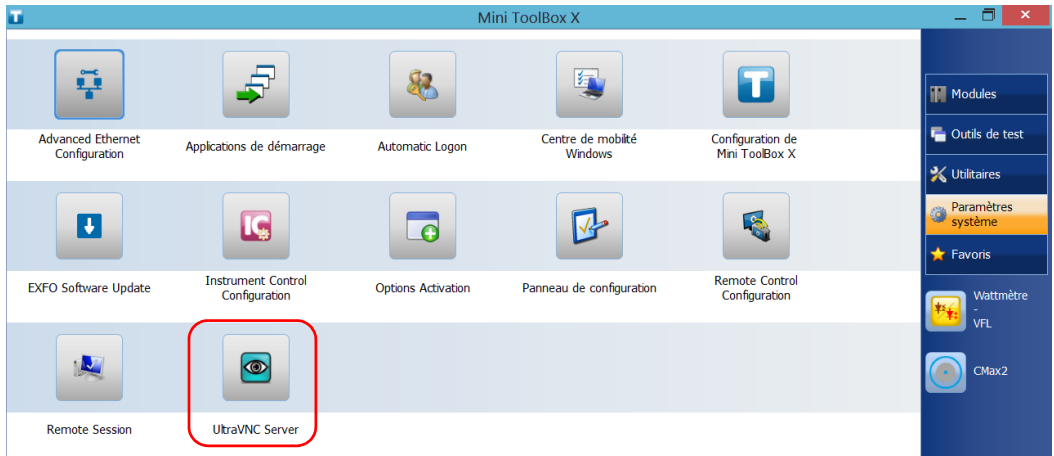 Mini ToolBox X
Advanced Ethernet
Configuration
Applications de démarrage
Automatic Logon
Centre de mobilité
Windows
Configuration de
Mini ToolBox X
EXFO Software Update
Instrument Control
Configuration
Options Activation
Panneau de configuration
Remote Control
Configuration
Remote Session
UltraVNC Server
Modules
Outils de test
Utilitaires
Paramètres
système
Favoris
Wattmètre
-
VFL
CMax2